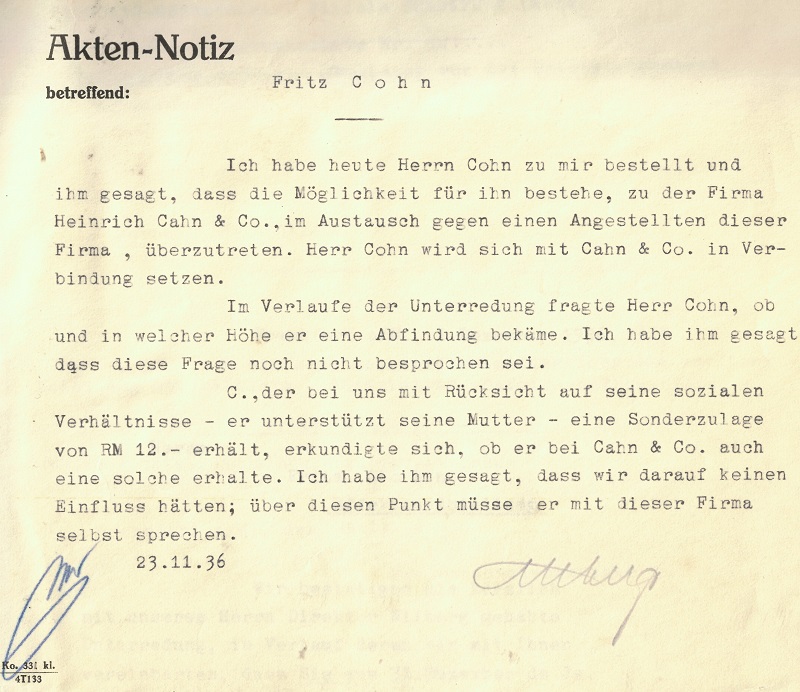 Akten-Notiz
betreffend:
Fritz Cohn
Ich habe heute Herrn Cohn zu mir bestellt und
ihm gesagt, dass die Möglichkeit für ihn bestehe, zu der Firma
Heinrich Cahn & Co.,im Austausch gegen einen Angestellten dieser
Firma , überzutreten. Herr Cohn wird sich mit Cahn & Co. in Ver-
bindung setzen.
Im Verlaufe der Unterredung fragte Herr Cohn, ob
und in welcher Höhe er eine Abfindung bekäme. Ich habe ihm gesagt
dass diese Frage noch nicht besprochen sei.
C.,der bei uns mit Rücksicht auf seine sozialen
Verhältnisse - er unterstützt seine Mutter - eine Sonderzulage
von RM 12.- erhält, erkundigte sich, ob er bei Cahn & Co. auch
eine solche erhalte. Ich habe ihm gesagt, dass wir darauf keinen
Einfluss hätten; über diesen Punkt müsse er mit dieser Firma
selbst sprechen.
23.11.36
Ko. 331 kl.
4T133